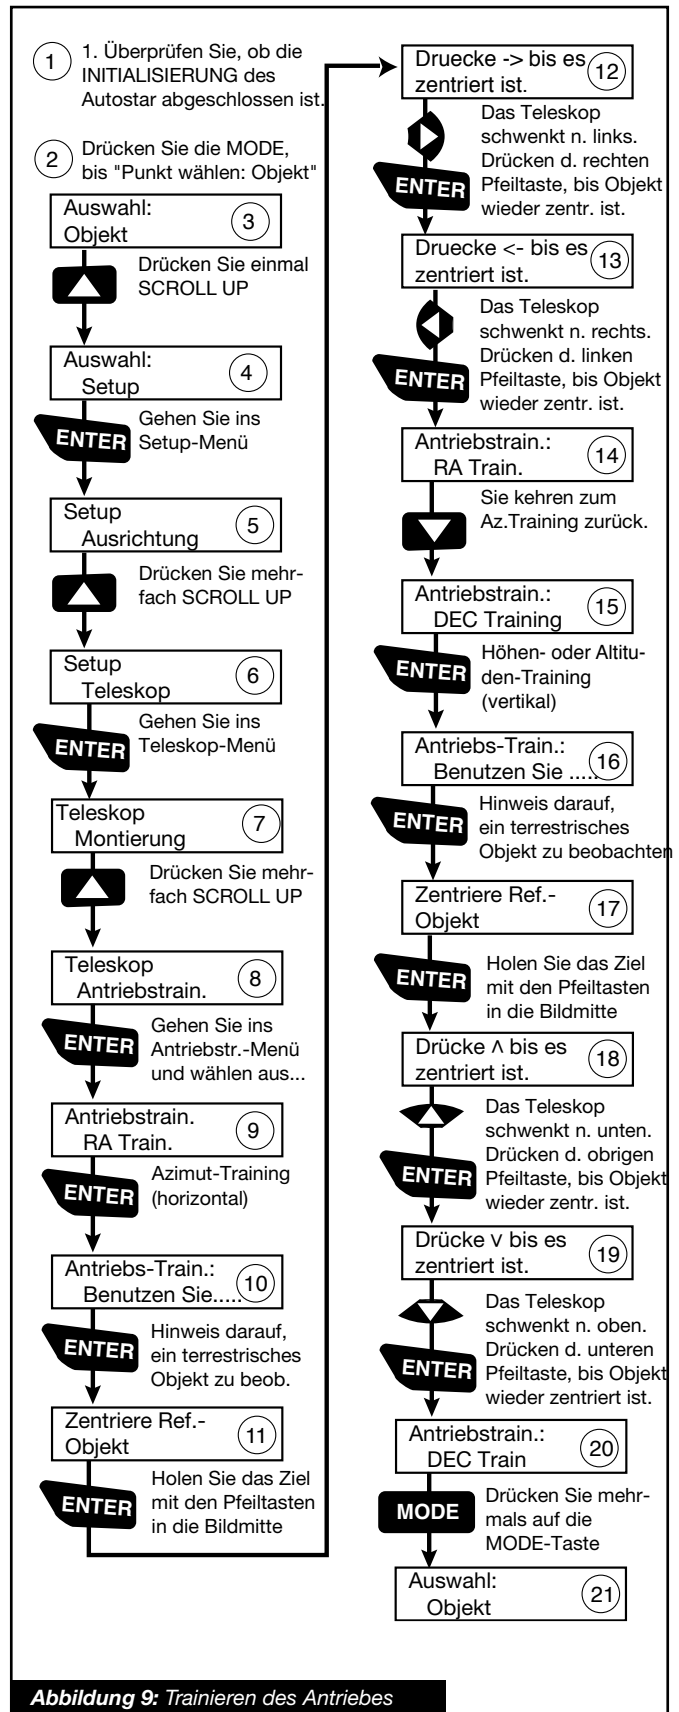 1
1. Überprüfen Sie, ob die
INITIALISIERUNG des
Autostar abgeschlossen ist.
2
Drücken Sie die MODE,
bis "Punkt wählen: Objekt"
Auswahl:
Objekt
3
Drücken Sie einmal
SCROLL UP
Auswahl:
Setup
4
ENTER
Gehen Sie ins
Setup-Menü
Setup
Ausrichtung
5
Drücken Sie mehr-
fach SCROLL UP
Setup
Teleskop
6
ENTER
Gehen Sie ins
Teleskop-Menü
Teleskop
Montierung
7
Drücken Sie mehr-
fach SCROLL UP
Teleskop
Antriebstrain.
8
ENTER
Gehen Sie ins
Antriebstr.-Menü
und wählen aus...
Antriebstrain.
RA Train.
9
ENTER
Azimut-Training
(horizontal)
Antriebs-Train.:
Benutzen Sie.....
10
ENTER
Hinweis darauf,
ein terrestrisches
Objekt zu beob.
Zentriere Ref.-
Objekt
11
ENTER
Holen Sie das Ziel
mit den Pfeiltasten
in die Bildmitte
Druecke -> bis es
zentriert ist.
12
Das Teleskop
schwenkt n. links.
Drücken d. rechten
Pfeiltaste, bis Objekt
wieder zentr. ist.
ENTER
Druecke <- bis es
zentriert ist.
13
Das Teleskop
schwenkt n. rechts.
Drücken d. linken
Pfeiltaste, bis Objekt
wieder zentr. ist.
ENTER
Antriebstrain.:
RA Train.
14
Sie kehren zum
Az.Training zurück.
Antriebstrain.:
DEC Training
15
ENTER
Höhen- oder Altitu-
den-Training
(vertikal)
Antriebs-Train.:
Benutzen Sie .....
16
ENTER
Hinweis darauf,
ein terrestrisches
Objekt zu beobachten
Zentriere Ref.-
Objekt
17
ENTER
Holen Sie das Ziel
mit den Pfeiltasten
in die Bildmitte
Drücke ʌ bis es
zentriert ist.
18
Das Teleskop
schwenkt n. unten.
Drücken d. obrigen
Pfeiltaste, bis Objekt
wieder zentr. ist.
ENTER
Drücke v bis es
zentriert ist.
19
Das Teleskop
schwenkt n. oben.
Drücken d. unteren
Pfeiltaste, bis Objekt
wieder zentriert ist.
ENTER
Antriebstrain.:
DEC Train
20
MODE
Drücken Sie mehr-
mals auf die
MODE-Taste
Auswahl:
Objekt
21
Abbildung 9: Trainieren des Antriebes